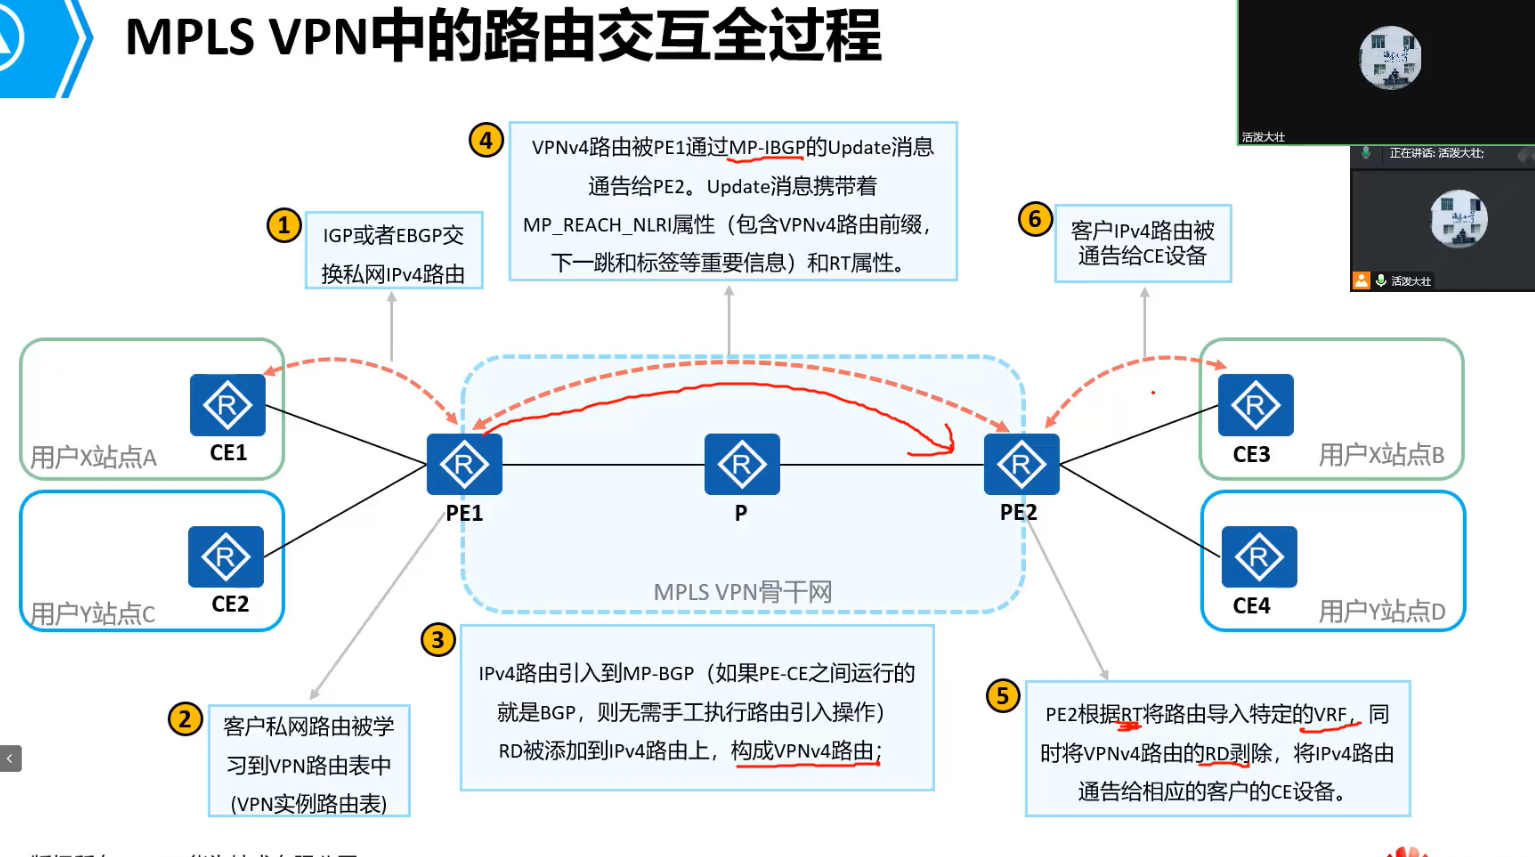 MPLS VPN中的路由交互全过程
活泼大壮
正在讲话: 活泼大壮;
活泼大壮
4
VPNv4路由被PE1通过MP-IBGP的Update消息
通告给PE2。Update消息携带着
MP_REACH_NLRI属性（包含VPNv4路由前缀，
下一跳和标签等重要信息）和RT属性。
1
IGP或者EBGP交
换私网IPv4路由
6
客户IPv4路由被
通告给CE设备
R
CE1
用户X站点A
R
CE2
用户Y站点C
R
PE1
R
P
R
PE2
MPLS VPN骨干网
R
CE3
用户X站点B
R
CE4
用户Y站点D
3
IPv4路由引入到MP-BGP（如果PE-CE之间运行的
就是BGP，则无需手工执行路由引入操作）
RD被添加到IPv4路由上，构成VPNv4路由；
2
客户私网路由被学
习到VPN路由表中
(VPN实例路由表)
5
PE2根据RT将路由导入特定的VRF，同
时将VPNv4路由的RD剥除，将IPv4路由
通告给相应的客户的CE设备。